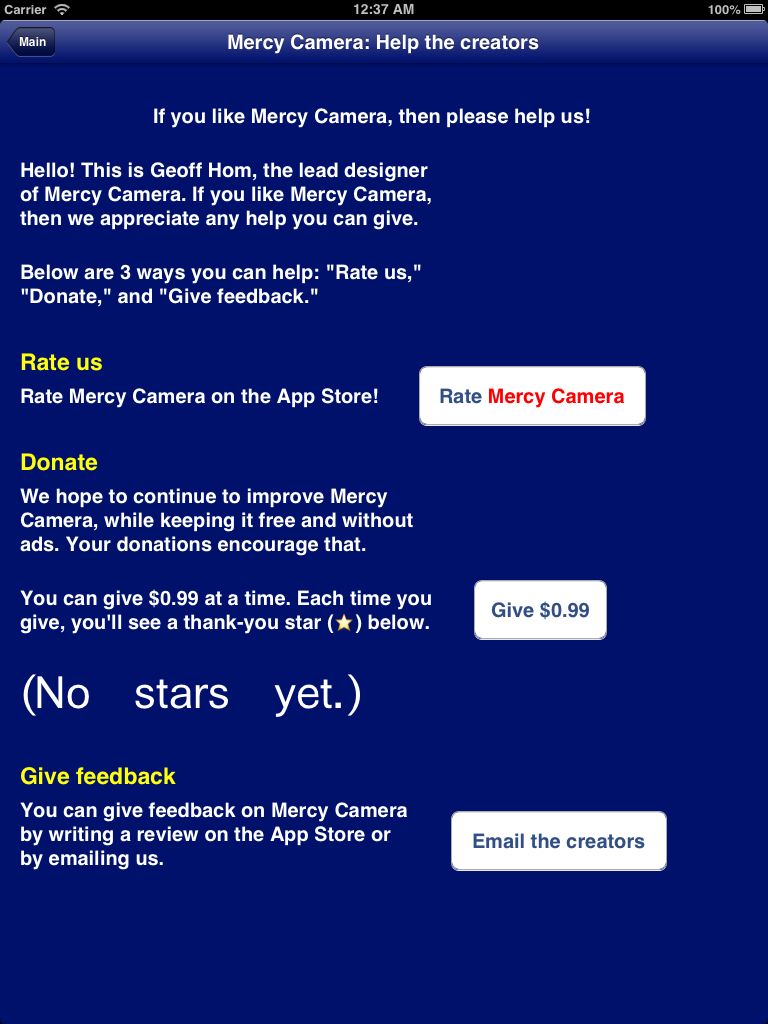 Carrier 12:37 AM 100%
Main Mercy Camera: Help the creators
If you like Mercy Camera, then please help us!
Hello! This is Geoff Hom, the lead designer
of Mercy Camera. If you like Mercy Camera,
then we appreciate any help you can give.
Below are 3 ways you can help: "Rate us,"
"Donate," and "Give feedback."
Rate us
Rate Mercy Camera on the App Store!
Rate Mercy Camera
Donate
We hope to continue to improve Mercy
Camera, while keeping it free and without
ads. Your donations encourage that.
You can give $0.99 at a time. Each time you
give, you'll see a thank-you star (⭐) below.
Give $0.99
(No stars yet.)
Give feedback
You can give feedback on Mercy Camera
by writing a review on the App Store or
by emailing us.
Email the creators